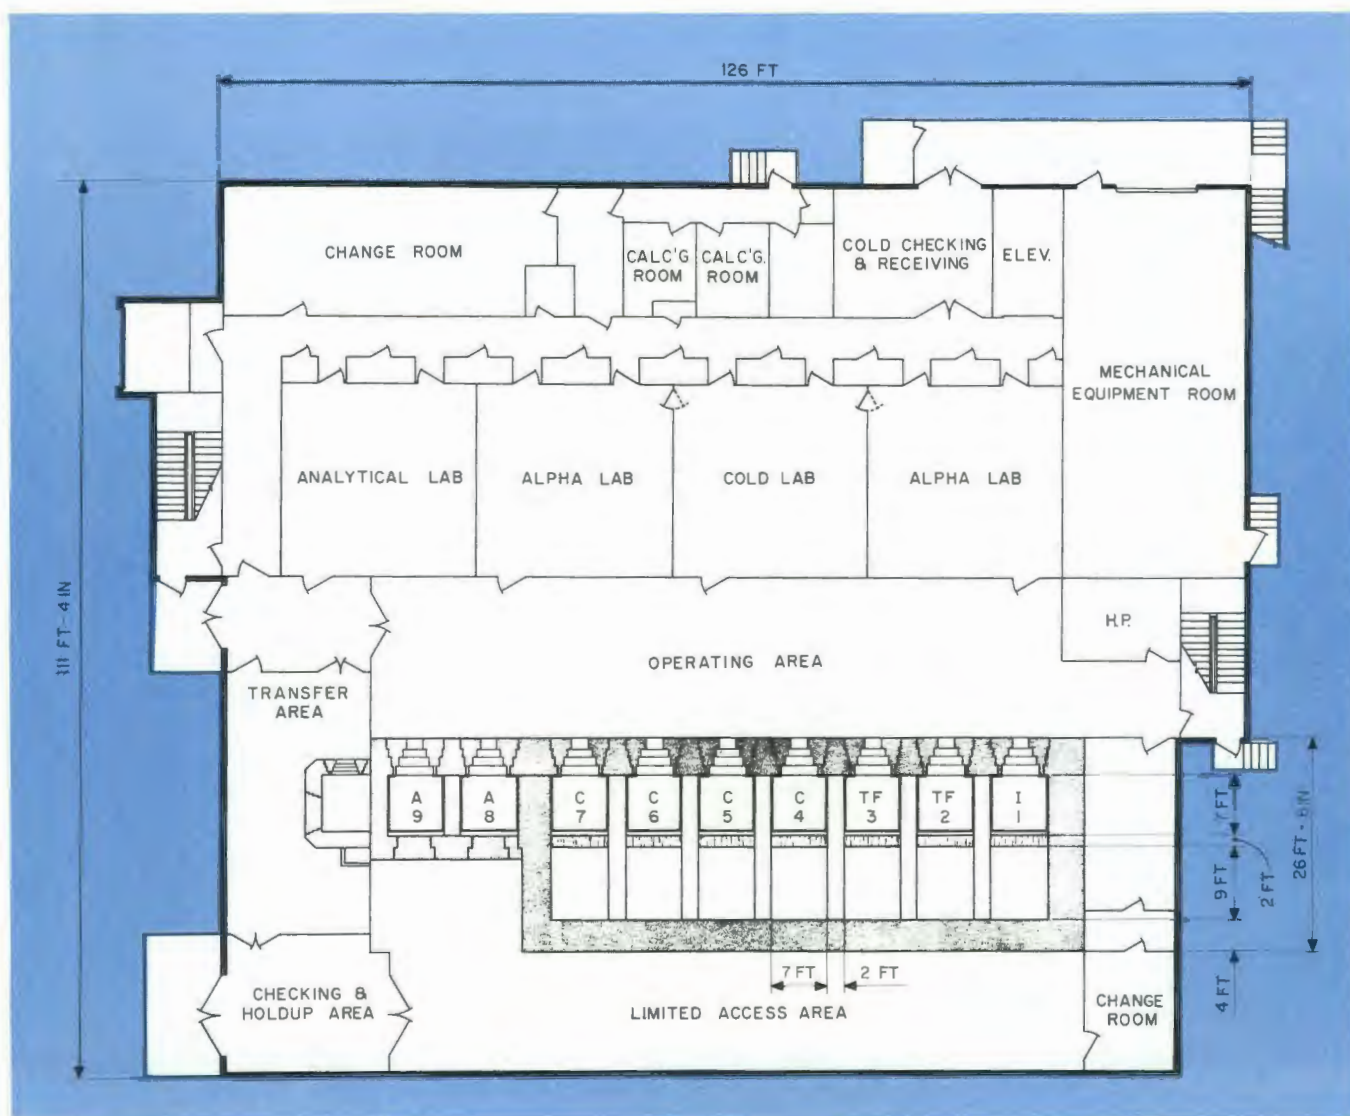 126 FT
CHANGE ROOM
CALC'G
ROOM
CALC'G.
ROOM
COLD CHECKING
& RECEIVING
ELEV.
MECHANICAL
EQUIPMENT ROOM
ANALYTICAL LAB
ALPHA LAB
COLD LAB
ALPHA LAB
111 FT-4 IN
H.P.
OPERATING AREA
TRANSFER
AREA
A
9
A
8
C
7
C
6
C
5
C
4
TF
3
TF
2
I
1
7 FT
2 FT
9 FT
26 FT-8 IN
4 FT
7 FT
2 FT
CHECKING &
HOLDUP AREA
LIMITED ACCESS AREA
CHANGE
ROOM